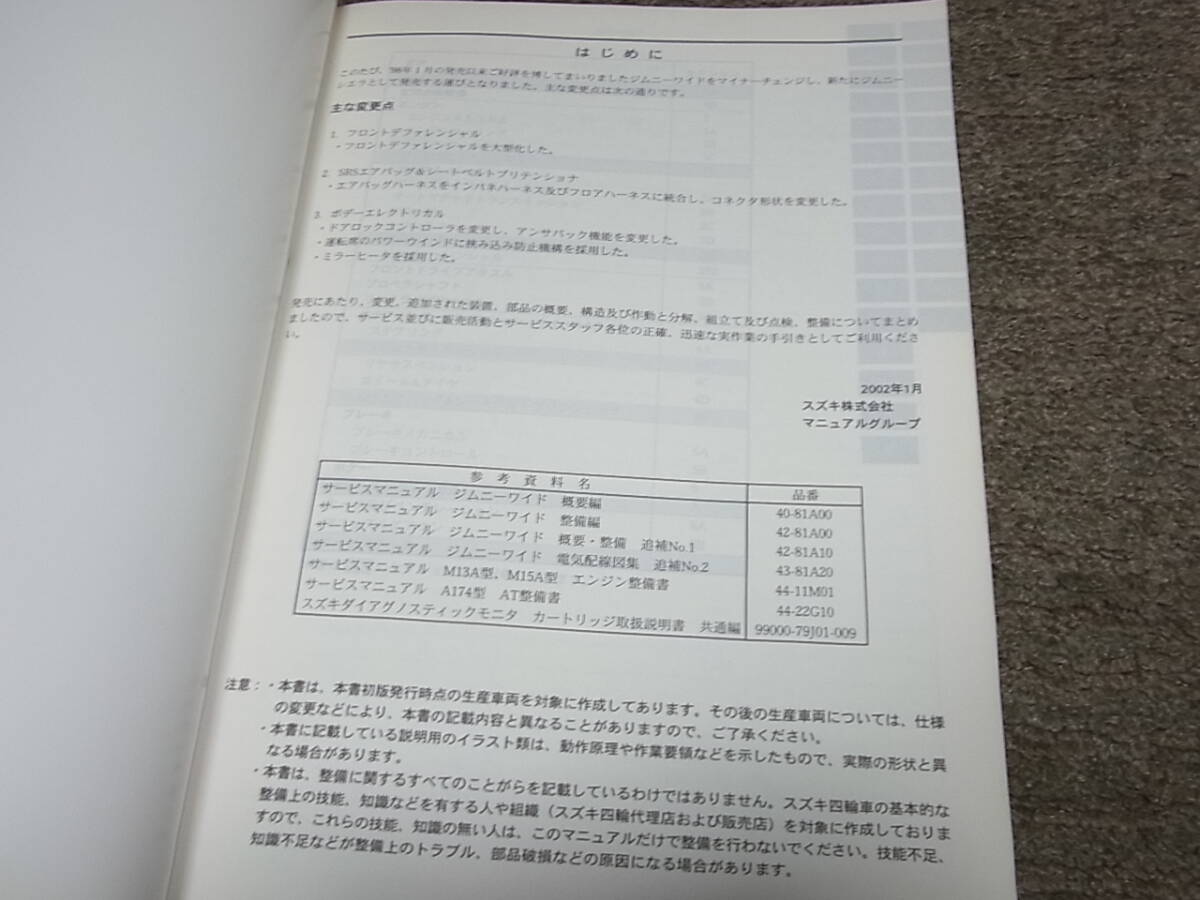 はじめに
このたび、'98年1月の発売以来ご好評を博してまいりましたジムニーワイドをマイナーチェンジし、新たにジムニー
シエラとして発売する運びとなりました。主な変更点は次の通りです。
主な変更点
1. フロントデファレンシャル
・フロントデファレンシャルを大型化した。
2. SRSエアバッグ&シートベルトプリテンショナ
・エアバッグハーネスをインパネハーネス及びフロアハーネスに統合し、コネクタ形状を変更した。
3. ボデーエレクトリカル
・ドアロックコントローラを変更し、アンサバック機能を変更した。
・運転席のパワーウインドに挟み込み防止機構を採用した。
・ミラーヒータを採用した。
発売にあたり、変更、追加された装置、部品の概要、構造及び作動と分解、組立て及び点検、整備についてまとめ
ましたので、サービス並びに販売活動とサービススタッフ各位の正確、迅速な実作業の手引きとしてご利用くださ
い。
2002年1月
スズキ株式会社
マニュアルグループ
参考資料名 品番
サービスマニュアル ジムニーワイド 概要編 40-81A00
サービスマニュアル ジムニーワイド 整備編 42-81A00
サービスマニュアル ジムニーワイド 概要・整備 追補No.1 42-81A10
サービスマニュアル ジムニーワイド 電気配線図集 追補No.2 43-81A20
サービスマニュアル M13A型、M15A型 エンジン整備書 44-11M01
サービスマニュアル A174型 AT整備書 44-22G10
スズキダイアグノスティックモニタ カートリッジ取扱説明書 共通編 99000-79J01-009
注意：・本書は、本書初版発行時点の生産車両を対象に作成してあります。その後の生産車両については、仕様
の変更などにより、本書の記載内容と異なることがありますので、ご了承ください。
・本書に記載している説明用のイラスト類は、動作原理や作業要領などを示したもので、実際の形状と異
なる場合があります。
・本書は、整備に関するすべてのことがらを記載しているわけではありません。スズキ四輪車の基本的な
整備上の技能、知識などを有する人や組織（スズキ四輪代理店および販売店）を対象に作成しておりま
すので、これらの技能、知識の無い人は、このマニュアルだけで整備を行わないでください。技能不足、
知識不足などが整備上のトラブル、部品破損などの原因になる場合があります。